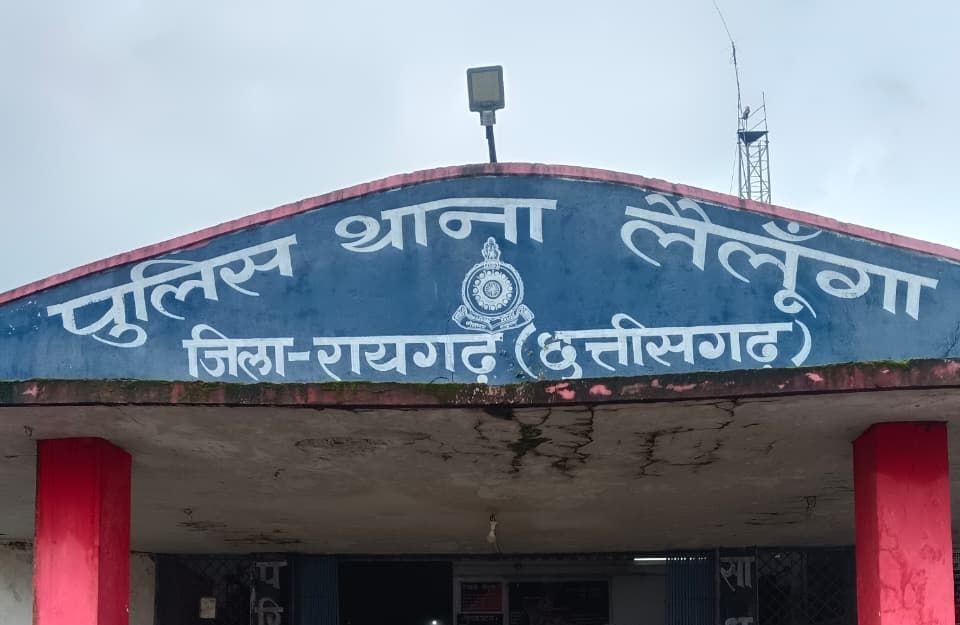 पुलिस थाना लैलूँगा
जिला-रायगढ़ (छत्तीसगढ़)
प
रि
सा